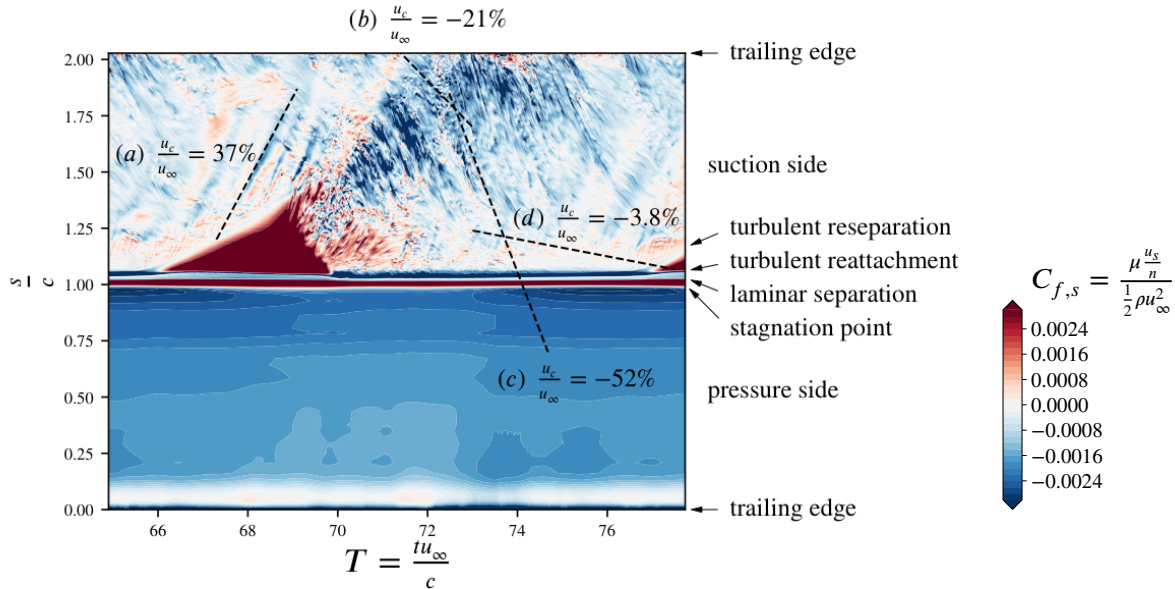 (b) u_c/u_∞ = −21%
2.00
1.75
1.50
1.25
1.00
0.75
0.50
0.25
0.00
s/c
(a) u_c/u_∞ = 37%
(d) u_c/u_∞ = −3.8%
(c) u_c/u_∞ = −52%
66
68
70
72
74
76
T = tu_∞/c
trailing edge
suction side
turbulent reseparation
turbulent reattachment
laminar separation
stagnation point
pressure side
trailing edge
C_{f,s} = μ(u_s/n) / (1/2 ρu_∞^2)
0.0024
0.0016
0.0008
0.0000
−0.0008
−0.0016
−0.0024